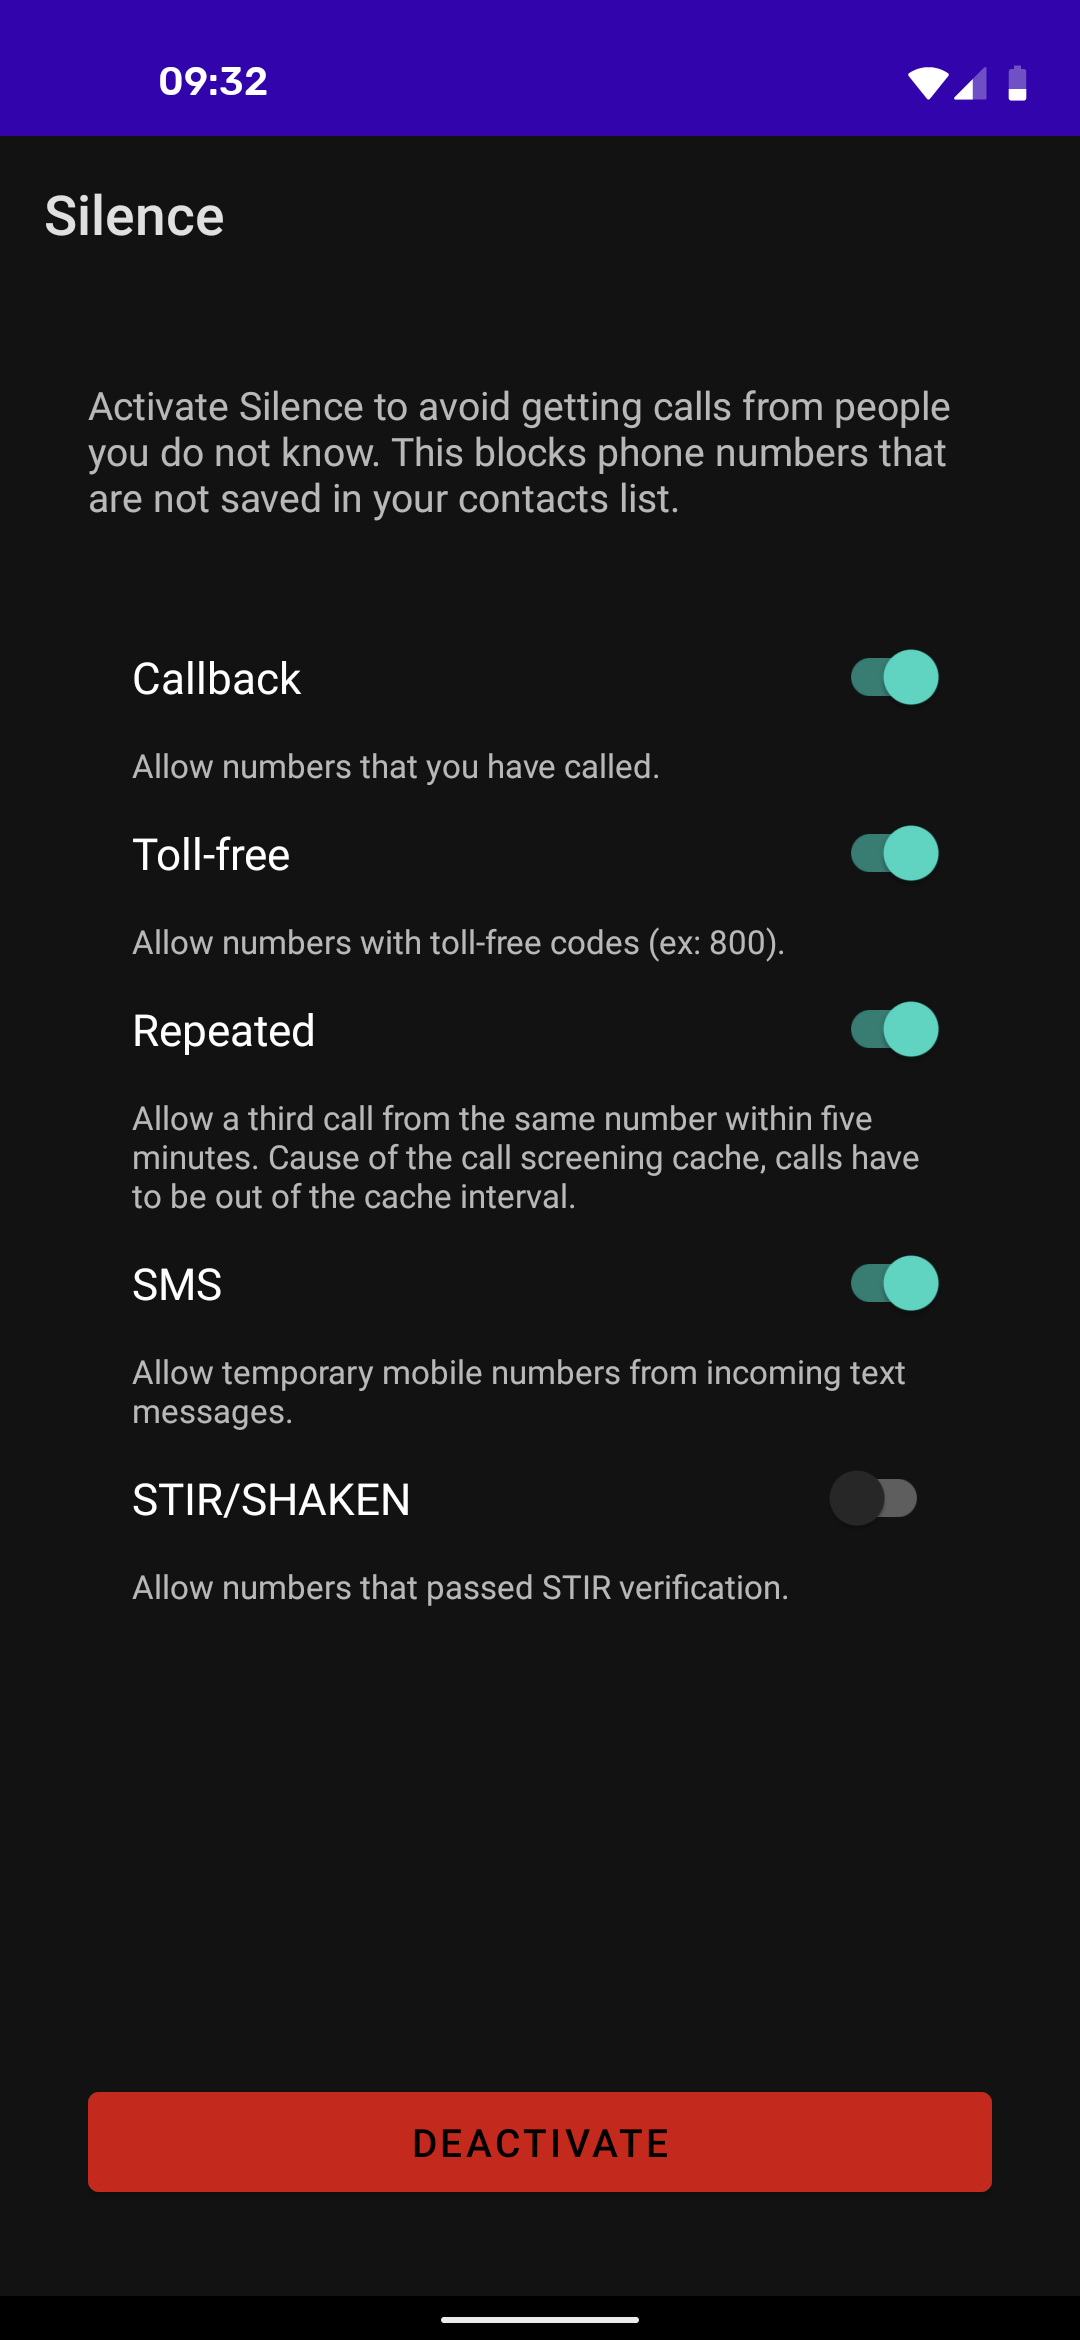 09:32
Silence
Activate Silence to avoid getting calls from people
you do not know. This blocks phone numbers that
are not saved in your contacts list.
Callback
Allow numbers that you have called.
Toll-free
Allow numbers with toll-free codes (ex: 800).
Repeated
Allow a third call from the same number within five
minutes. Cause of the call screening cache, calls have
to be out of the cache interval.
SMS
Allow temporary mobile numbers from incoming text
messages.
STIR/SHAKEN
Allow numbers that passed STIR verification.
DEACTIVATE